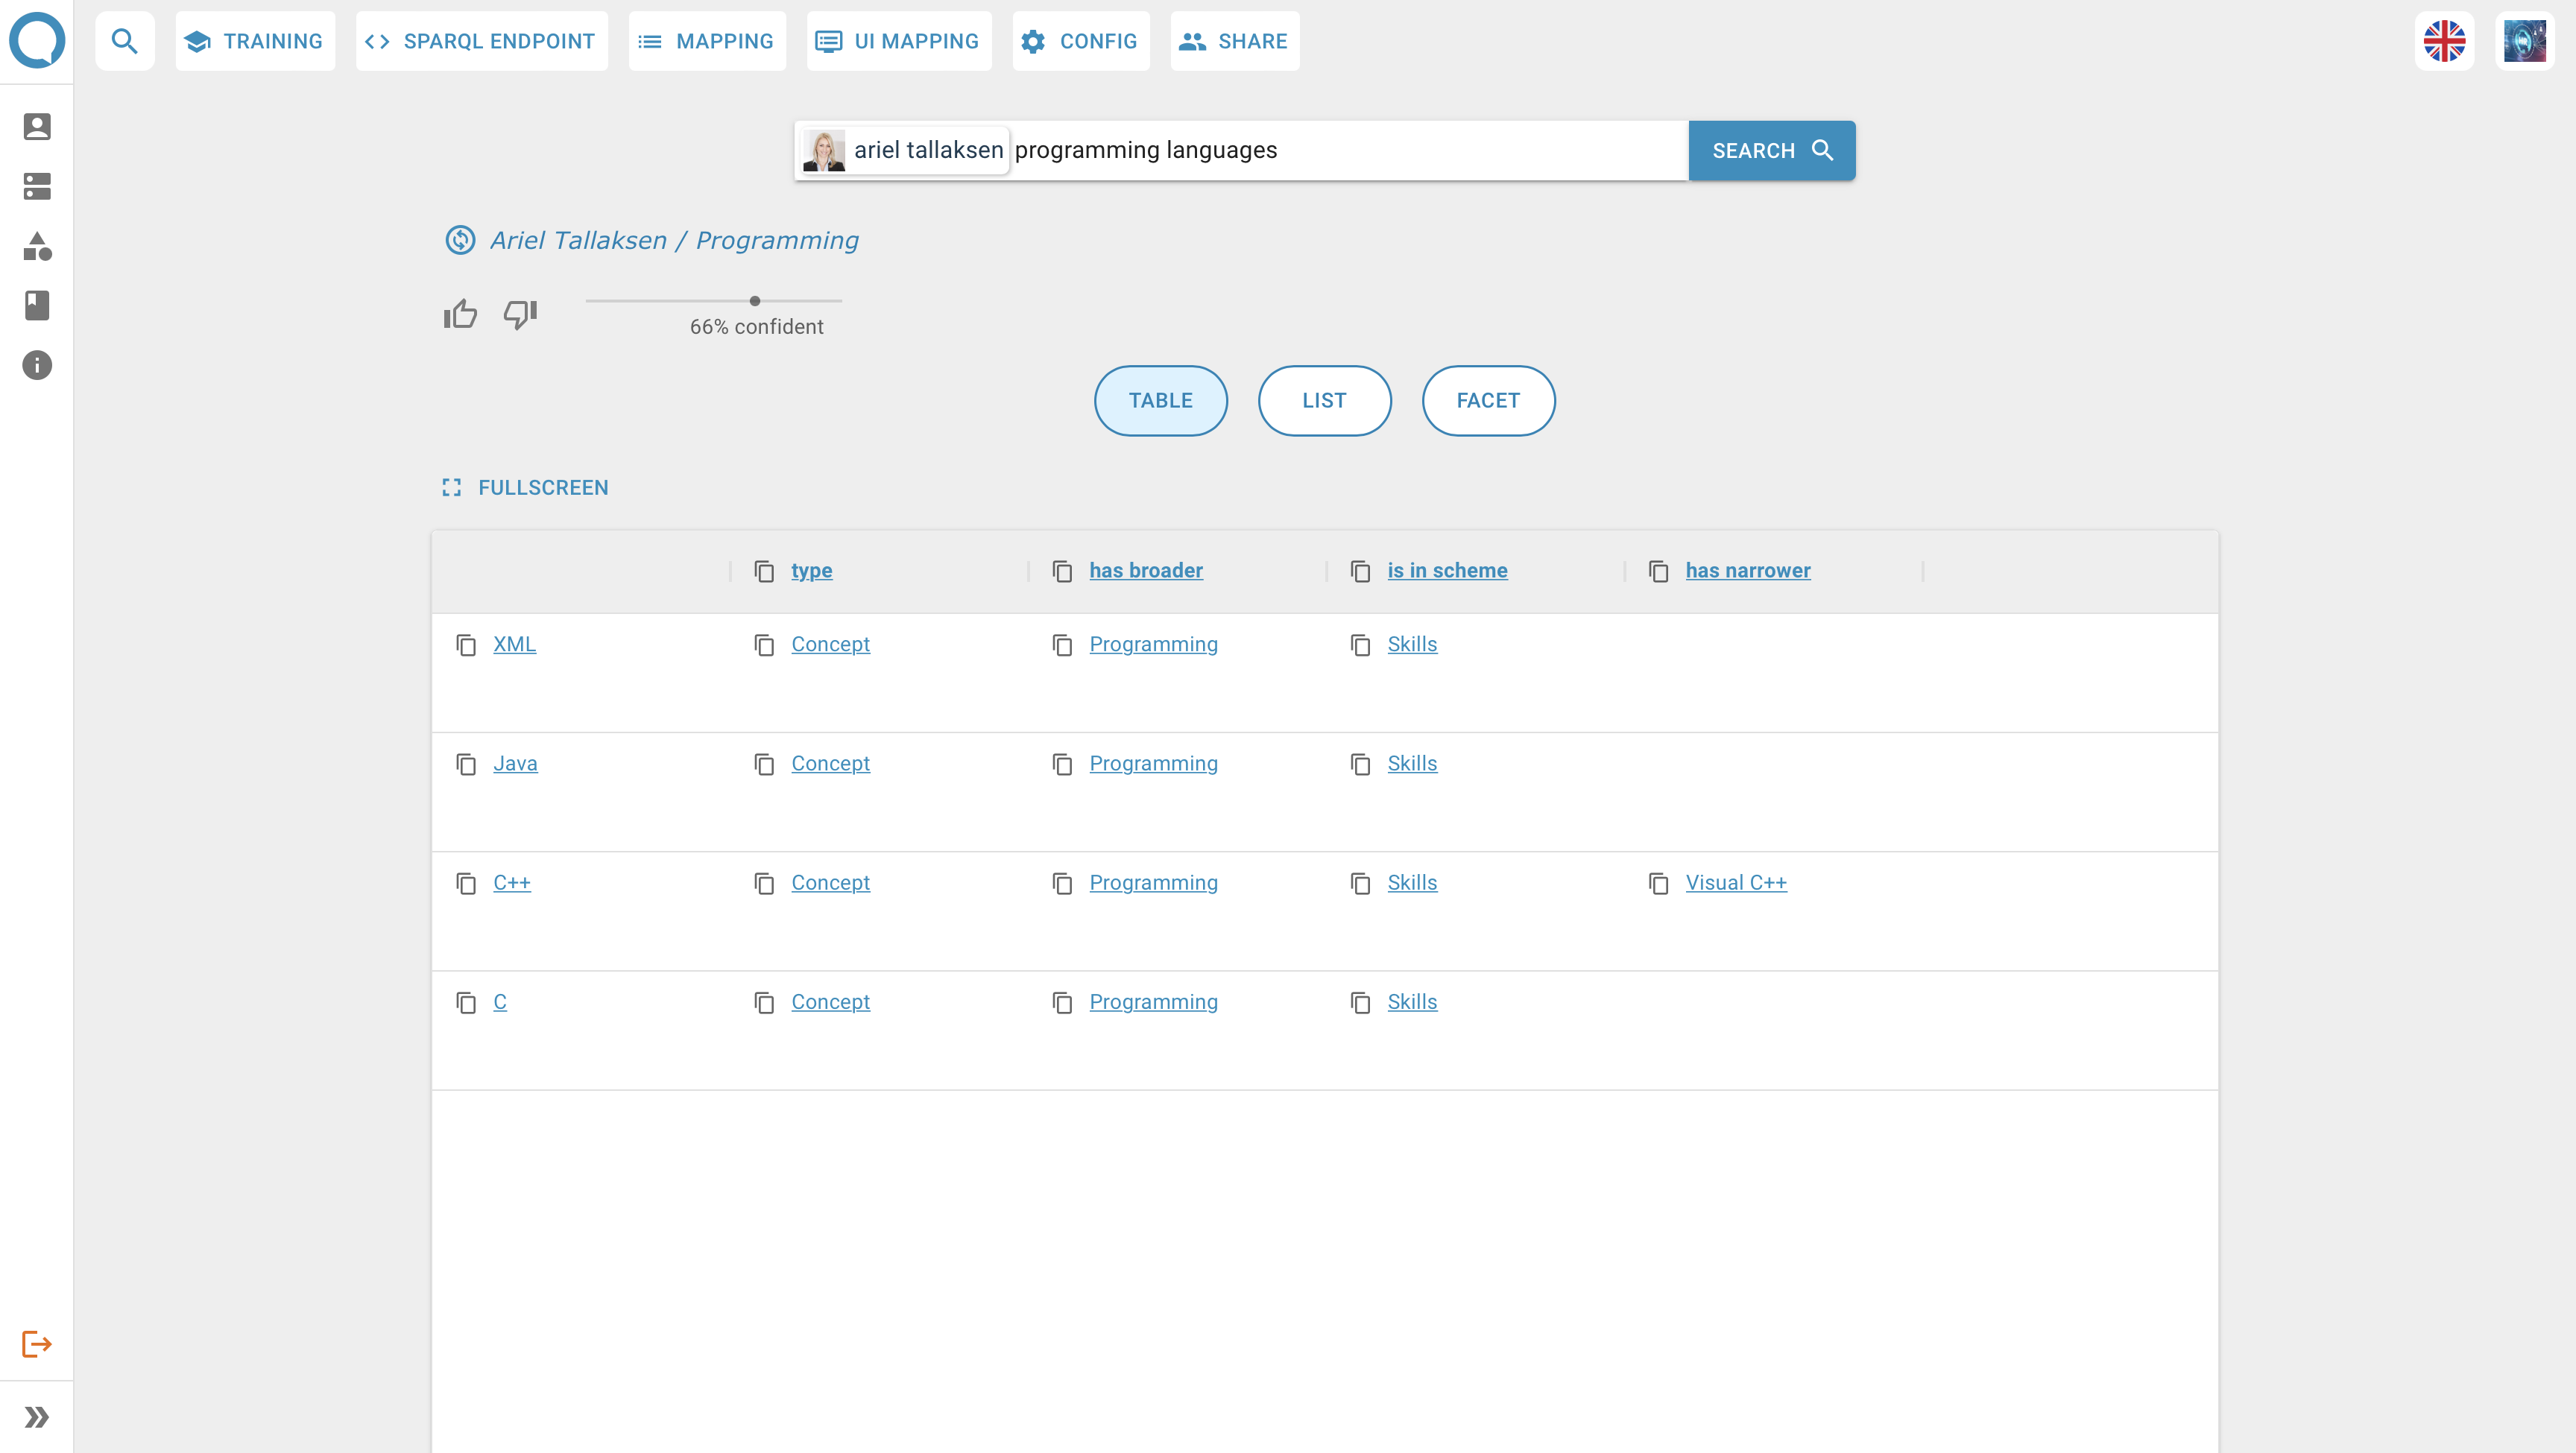 TRAINING SPARQL ENDPOINT MAPPING UI MAPPING CONFIG SHARE
ariel tallaksen programming languages SEARCH
Ariel Tallaksen / Programming
66% confident
TABLE LIST FACET
FULLSCREEN
type has broader is in scheme has narrower
XML Concept Programming Skills
Java Concept Programming Skills
C++ Concept Programming Skills Visual C++
C Concept Programming Skills